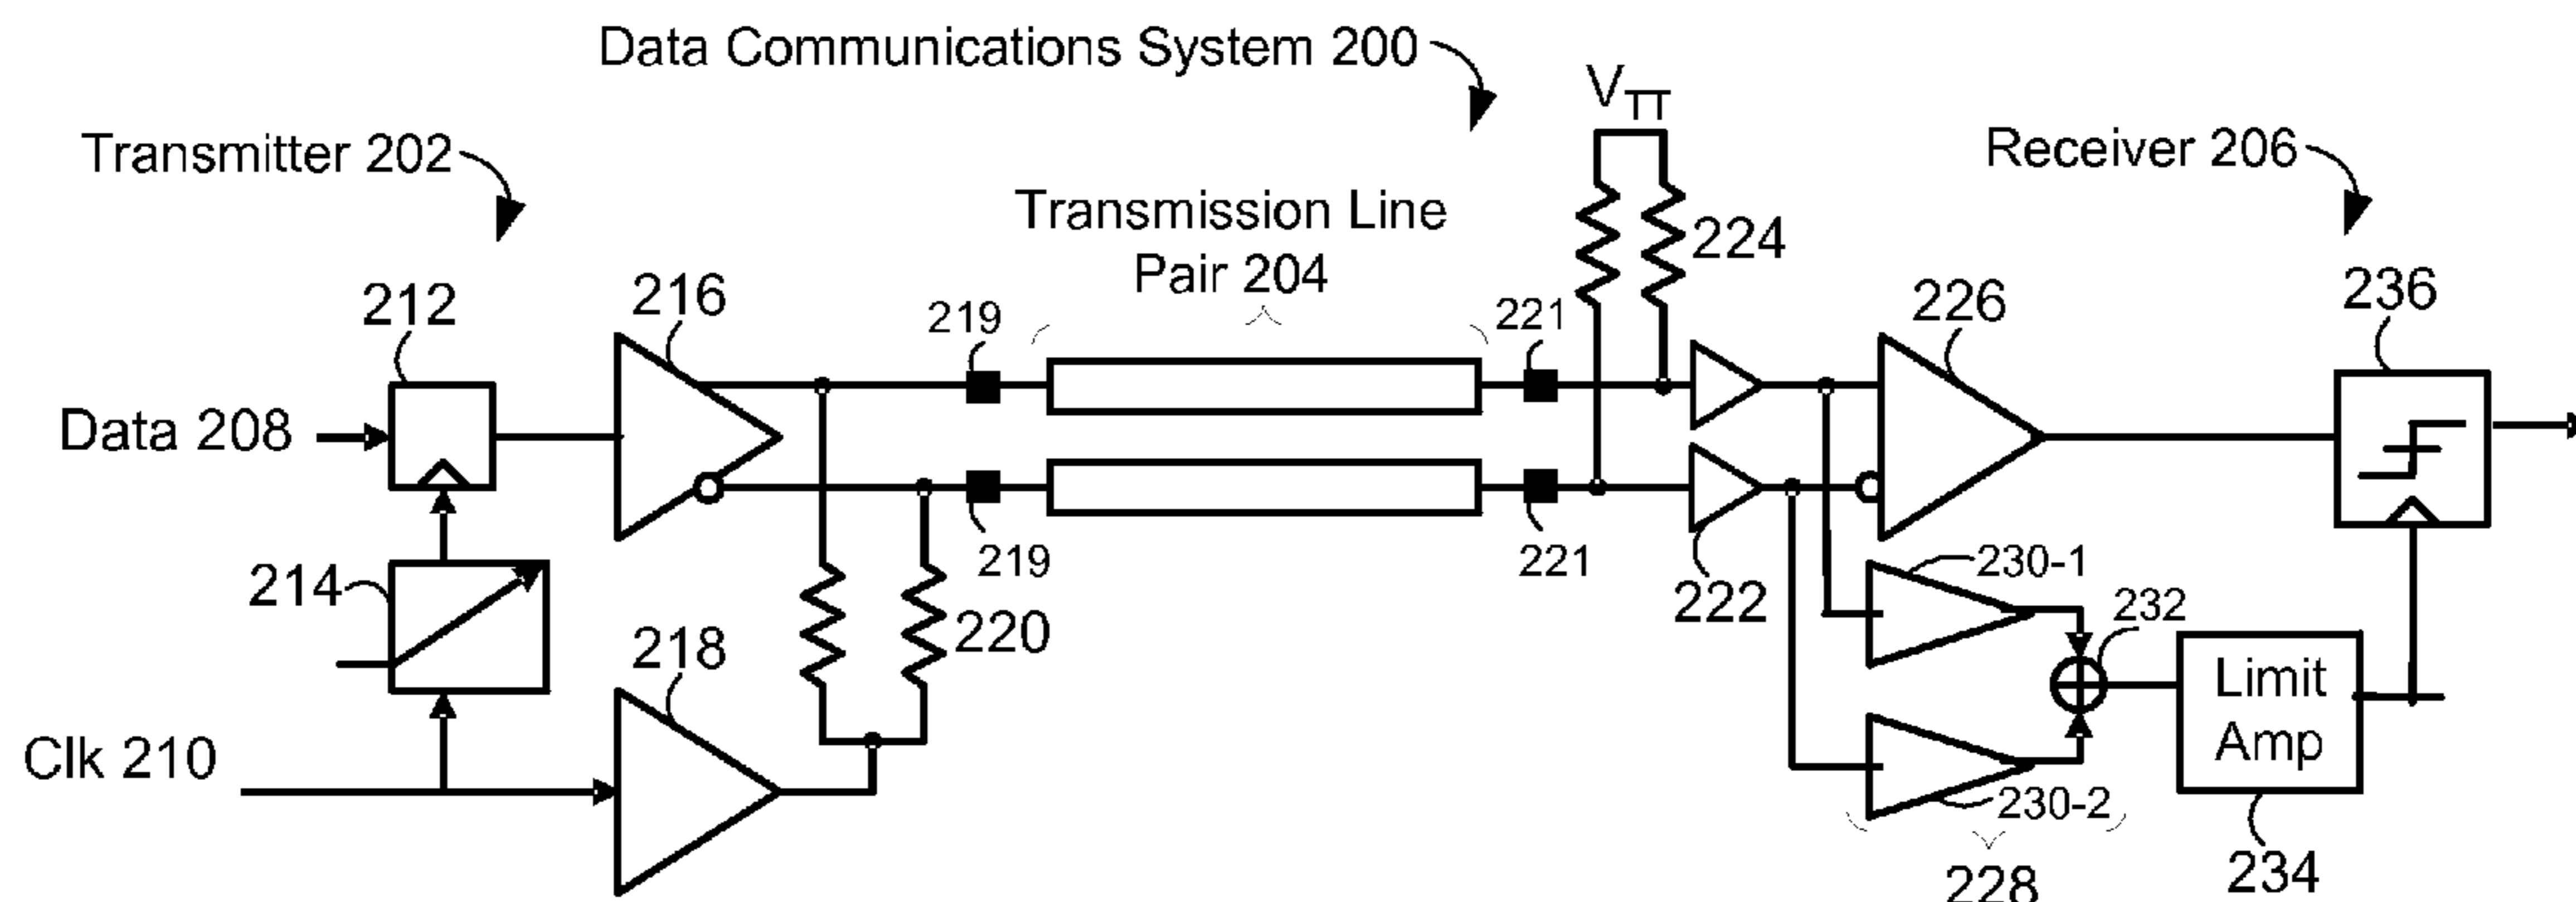 Data Communications System 200
V_TT
Transmitter 202
Receiver 206
Transmission Line
Pair 204
224
212
216
219
221
226
236
Data 208
219
221
214
220
222
230-1
218
232
Limit
Amp
Clk 210
230-2
228
234